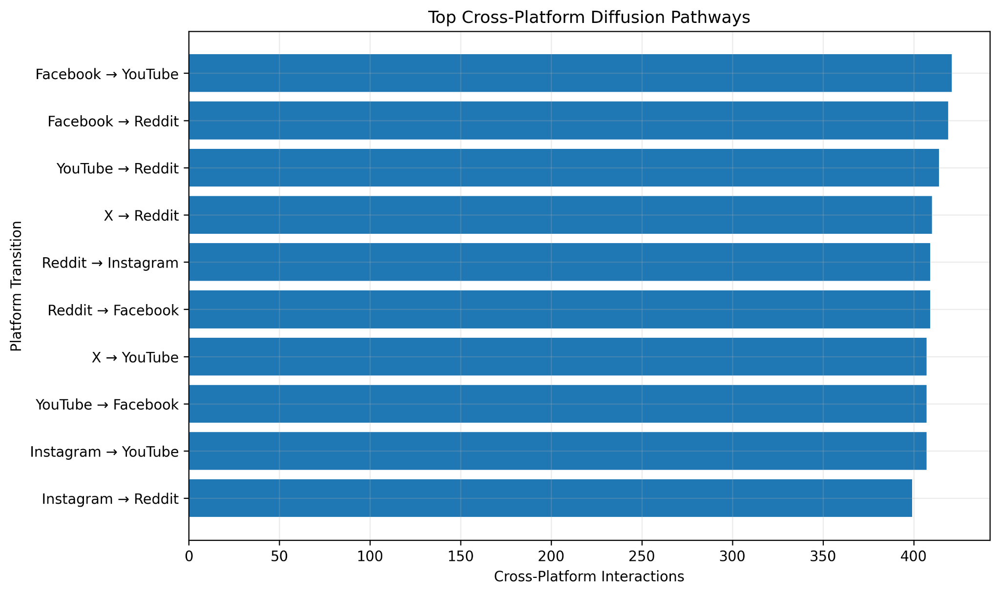 Top Cross-Platform Diffusion Pathways
Platform Transition
Facebook → YouTube
Facebook → Reddit
YouTube → Reddit
X → Reddit
Reddit → Instagram
Reddit → Facebook
X → YouTube
YouTube → Facebook
Instagram → YouTube
Instagram → Reddit
0 50 100 150 200 250 300 350 400
Cross-Platform Interactions